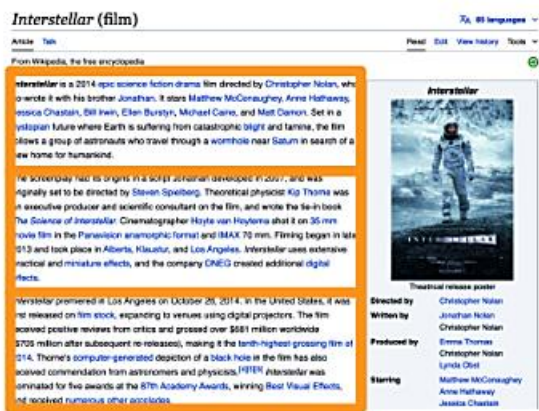 Interstellar (film)
85 languages
Article Talk
Read Edit View history Tools
From Wikipedia, the free encyclopedia
Interstellar is a 2014 epic science fiction drama film directed by Christopher Nolan, who
co-wrote it with his brother Jonathan. It stars Matthew McConaughey, Anne Hathaway,
Jessica Chastain, Bill Irwin, Ellen Burstyn, Michael Caine, and Matt Damon. Set in a
dystopian future where Earth is suffering from catastrophic blight and famine, the film
follows a group of astronauts who travel through a wormhole near Saturn in search of a
new home for humankind.
The screenplay had its origins in a script Jonathan developed in 2007, and was
originally set to be directed by Steven Spielberg. Theoretical physicist Kip Thorne was
an executive producer and scientific consultant on the film, and wrote the tie-in book
The Science of Interstellar. Cinematographer Hoyte van Hoytema shot it on 35 mm
movie film in the Panavision anamorphic format and IMAX 70 mm. Filming began in late
2013 and took place in Alberta, Klaustur, and Los Angeles. Interstellar uses extensive
practical and miniature effects, and the company DNEG created additional digital
effects.
Interstellar premiered in Los Angeles on October 26, 2014. In the United States, it was
first released on film stock, expanding to venues using digital projectors. The film
received positive reviews from critics and grossed over $681 million worldwide
($705 million after subsequent re-releases), making it the tenth-highest-grossing film of
2014. Thorne's computer-generated depiction of a black hole in the film has also
received commendation from astronomers and physicists. Interstellar was
nominated for five awards at the 87th Academy Awards, winning Best Visual Effects,
and received numerous other accolades.
Interstellar
INTERSTELLAR
Theatrical release poster
Directed by Christopher Nolan
Written by Jonathan Nolan
Christopher Nolan
Produced by Emma Thomas
Christopher Nolan
Lynda Obst
Starring Matthew McConaughey
Anne Hathaway
Jessica Chastain